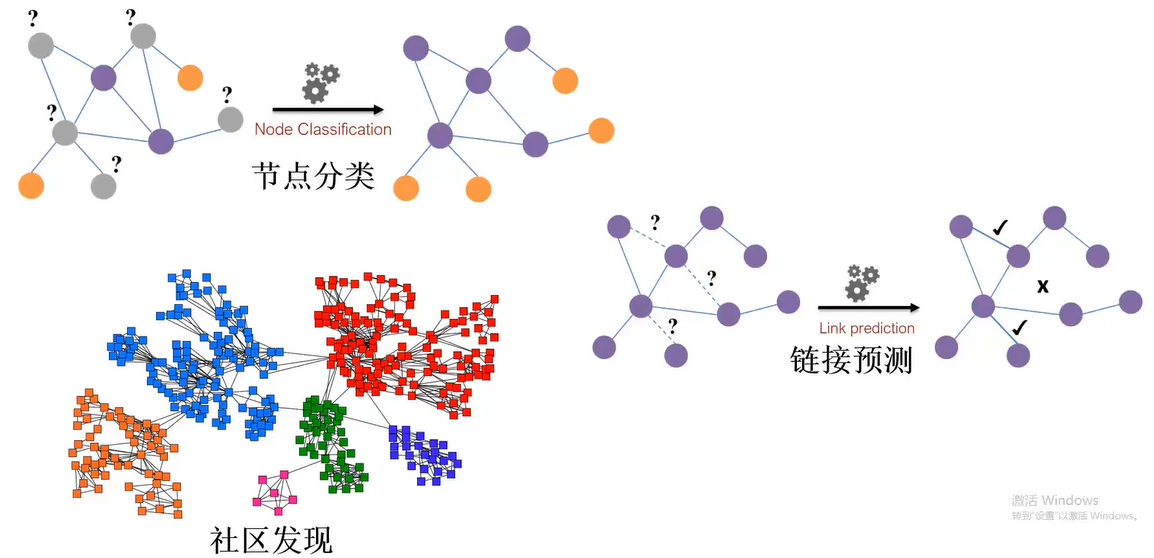 ?
?
?
?
?
Node Classification
节点分类
?
?
?
✓
x
✓
Link prediction
链接预测
社区发现
激活 Windows
转到"设置"以激活 Windows。